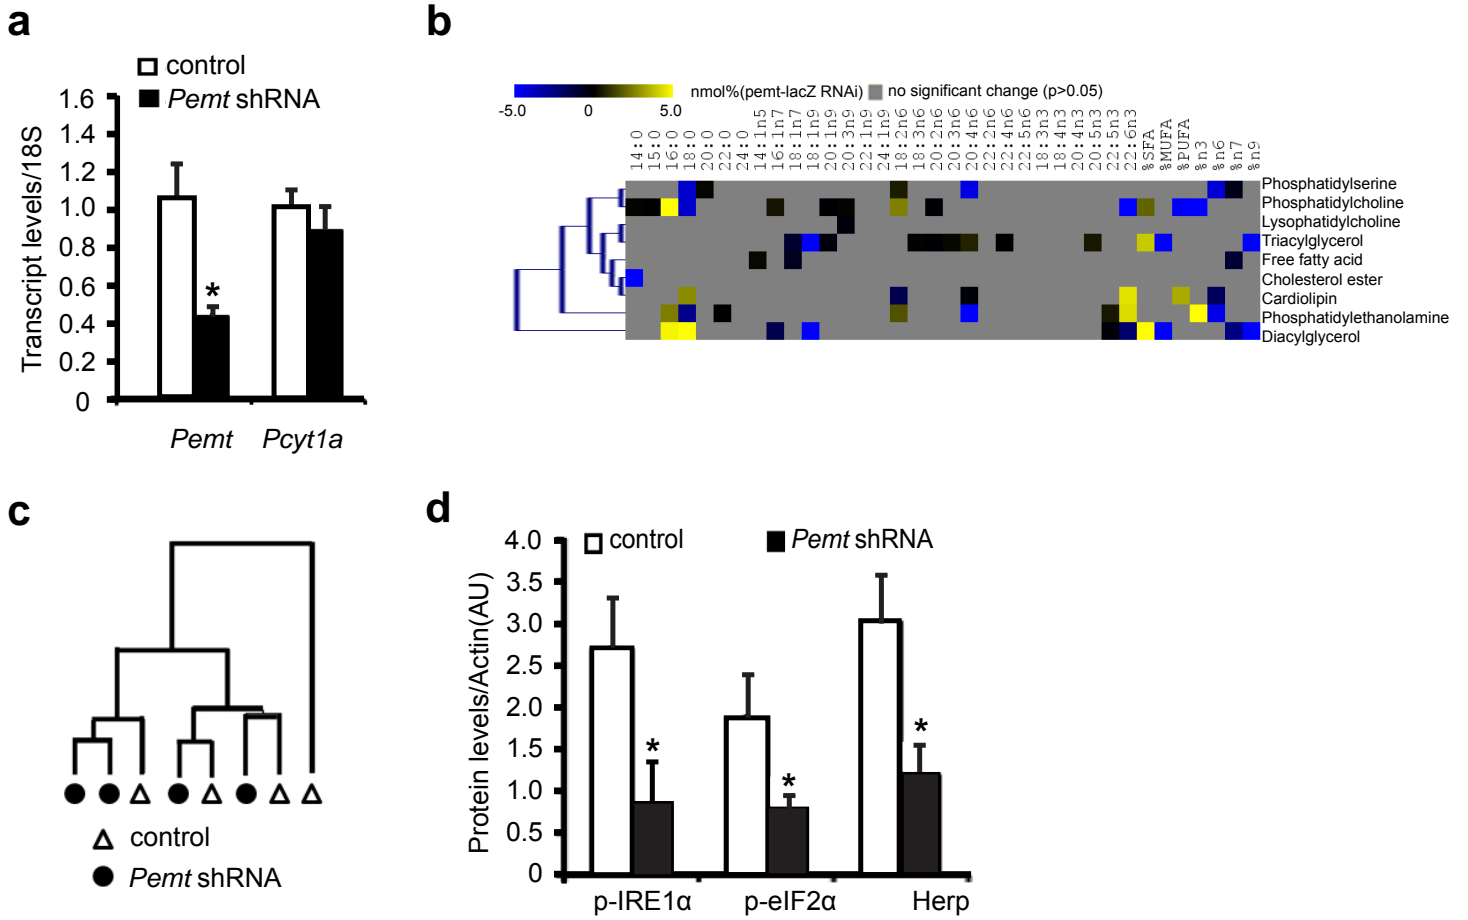 a
control
Pemt shRNA
Transcript levels/18S
1.6
1.4
1.2
1.0
0.8
0.6
0.4
0.2
0
*
Pemt Pcyt1a
b
-5.0 0 5.0
nmol%(pemt-lacZ RNAi) no significant change (p>0.05)
14:0
15:0
16:0
18:0
20:0
22:0
24:0
14:1n5
16:1n7
18:1n7
18:1n9
20:1n9
20:3n9
22:1n9
24:1n9
18:2n6
18:3n6
20:2n6
20:3n6
20:4n6
22:2n6
22:4n6
22:5n6
18:3n3
18:4n3
20:4n3
20:5n3
22:5n3
22:6n3
%SFA
%MUFA
%PUFA
%n3
%n6
%n7
%n9
Phosphatidylserine
Phosphatidylcholine
Lysophatidylcholine
Triacylglycerol
Free fatty acid
Cholesterol ester
Cardiolipin
Phosphatidylethanolamine
Diacylglycerol
c
control
Pemt shRNA
d
control Pemt shRNA
Protein levels/Actin(AU)
4.0
3.5
3.0
2.5
2.0
1.5
1.0
0.5
0
* * *
p-IRE1α p-eIF2α Herp